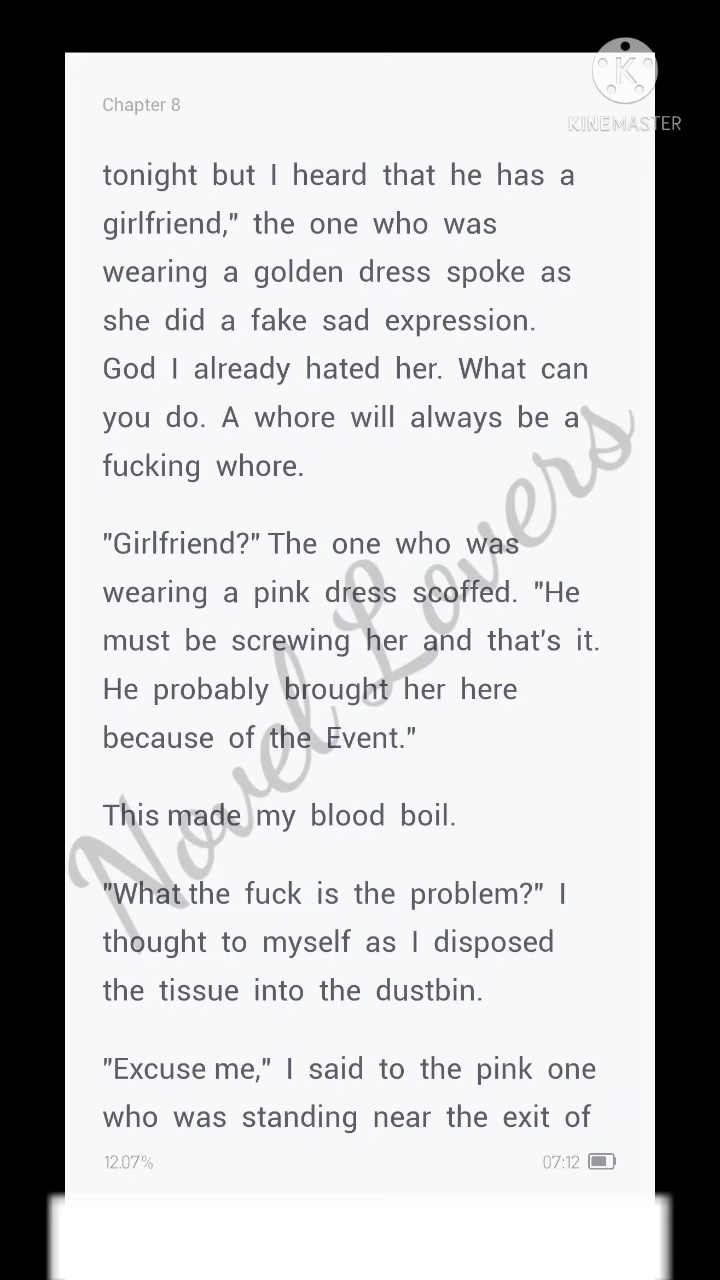 K
KINEMASTER
Chapter 8
tonight but I heard that he has a
girlfriend," the one who was
wearing a golden dress spoke as
she did a fake sad expression.
God I already hated her. What can
you do. A whore will always be a
fucking whore.
"Girlfriend?" The one who was
wearing a pink dress scoffed. "He
must be screwing her and that's it.
He probably brought her here
because of the Event."
This made my blood boil.
"What the fuck is the problem?" I
thought to myself as I disposed
the tissue into the dustbin.
"Excuse me," I said to the pink one
who was standing near the exit of
12.07%
07:12
Novel Lovers